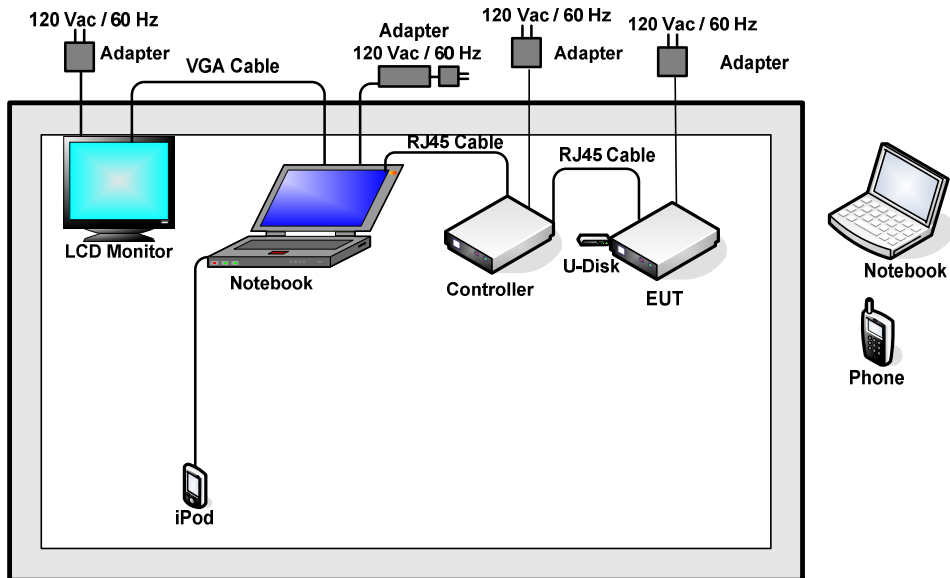 120 Vac / 60 Hz
Adapter
VGA Cable
Adapter
120 Vac / 60 Hz
120 Vac / 60 Hz
Adapter
120 Vac / 60 Hz
Adapter
RJ45 Cable
RJ45 Cable
LCD Monitor
Notebook
Controller
U-Disk
EUT
Notebook
Phone
iPod